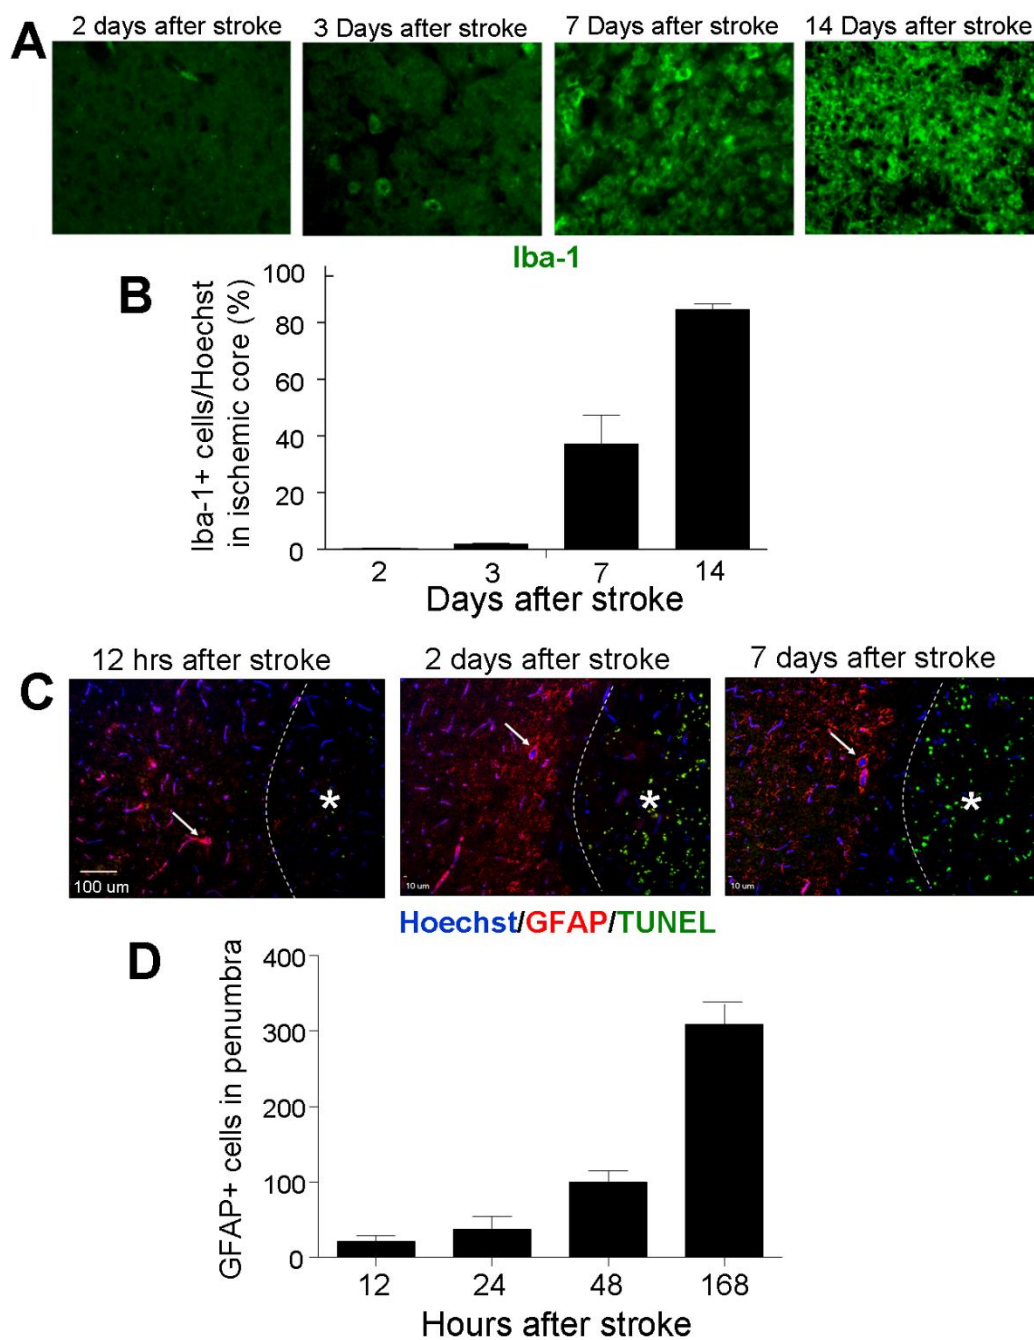 A
2 days after stroke
3 Days after stroke
7 Days after stroke
14 Days after stroke
Iba-1
B
Iba-1+ cells/Hoechst
in ischemic core (%)
100
80
60
40
20
0
2
3
7
14
Days after stroke
C
12 hrs after stroke
2 days after stroke
7 days after stroke
*
*
*
100 um
10 um
10 um
Hoechst/GFAP/TUNEL
D
GFAP+ cells in penumbra
400
300
200
100
0
12
24
48
168
Hours after stroke